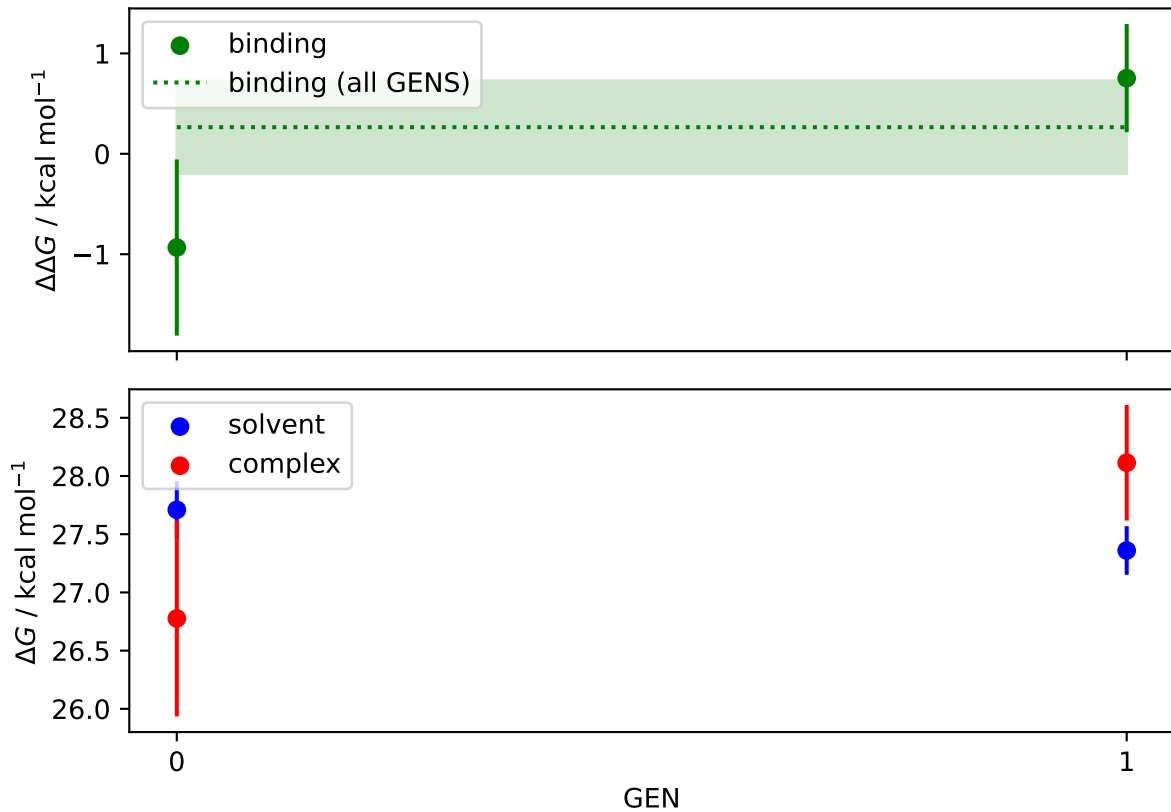 1
0
−1
ΔΔG / kcal mol⁻¹
binding
binding (all GENS)
28.5
28.0
27.5
27.0
26.5
26.0
ΔG / kcal mol⁻¹
solvent
complex
0
1
GEN